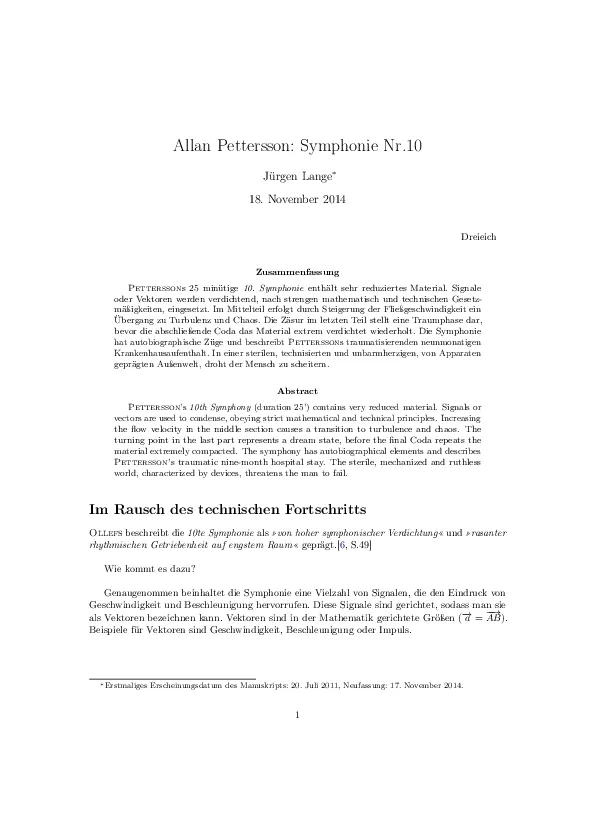 Allan Pettersson: Symphonie Nr.10
Jürgen Lange*
18. November 2014
Dreieich
Zusammenfassung
Petterssons 25 minütige 10. Symphonie enthält sehr reduziertes Material. Signale
oder Vektoren werden verdichtend, nach strengen mathematisch und technischen Gesetz-
mäßigkeiten, eingesetzt. Im Mittelteil erfolgt durch Steigerung der Fließgeschwindigkeit ein
Übergang zu Turbulenz und Chaos. Die Zäsur im letzten Teil stellt eine Traumphase dar,
bevor die abschließende Coda das Material extrem verdichtet wiederholt. Die Symphonie
hat autobiographische Züge und beschreibt Petterssons traumatisierenden neunmonatigen
Krankenhausaufenthalt. In einer sterilen, technisierten und unbarmherzigen, von Apparaten
geprägten Außenwelt, droht der Mensch zu scheitern.
Abstract
Pettersson's 10th Symphony (duration 25') contains very reduced material. Signals or
vectors are used to condense, obeying strict mathematical and technical principles. Increasing
the flow velocity in the middle section causes a transition to turbulence and chaos. The
turning point in the last part represents a dream state, before the final Coda repeats the
material extremely compacted. The symphony has autobiographical elements and describes
Pettersson's traumatic nine-month hospital stay. The sterile, mechanized and ruthless
world, characterized by devices, threatens the man to fail.
Im Rausch des technischen Fortschritts
Ollefs beschreibt die 10te Symphonie als »von hoher symphonischer Verdichtung« und »rasanter
rhythmischen Getriebenheit auf engstem Raum« geprägt.[6, S.49]
Wie kommt es dazu?
Genaugenommen beinhaltet die Symphonie eine Vielzahl von Signalen, die den Eindruck von
Geschwindigkeit und Beschleunigung hervorrufen. Diese Signale sind gerichtet, sodass man sie
als Vektoren bezeichnen kann. Vektoren sind in der Mathematik gerichtete Größen (a⃗ = A⃗B⃗).
Beispiele für Vektoren sind Geschwindigkeit, Beschleunigung oder Impuls.
*Erstmaliges Erscheinungsdatum des Manuskripts: 20. Juli 2011, Neufassung: 17. November 2014.
1